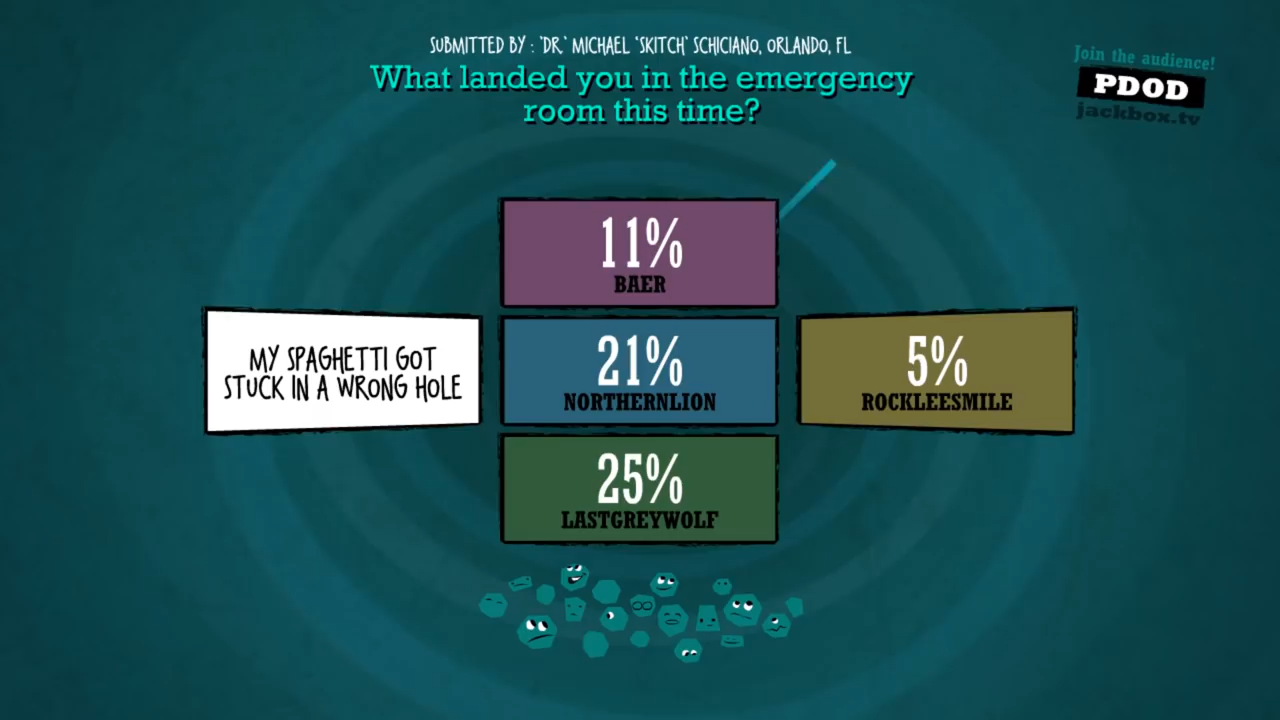 SUBMITTED BY : 'DR.' MICHAEL 'SKITCH' SCHICIANO, ORLANDO, FL
What landed you in the emergency
room this time?
Join the audience!
PDOD
jackbox.tv
11%
BAER
MY SPAGHETTI GOT
STUCK IN A WRONG HOLE
21%
NORTHERNLION
5%
ROCKLEESMILE
25%
LASTGREYWOLF